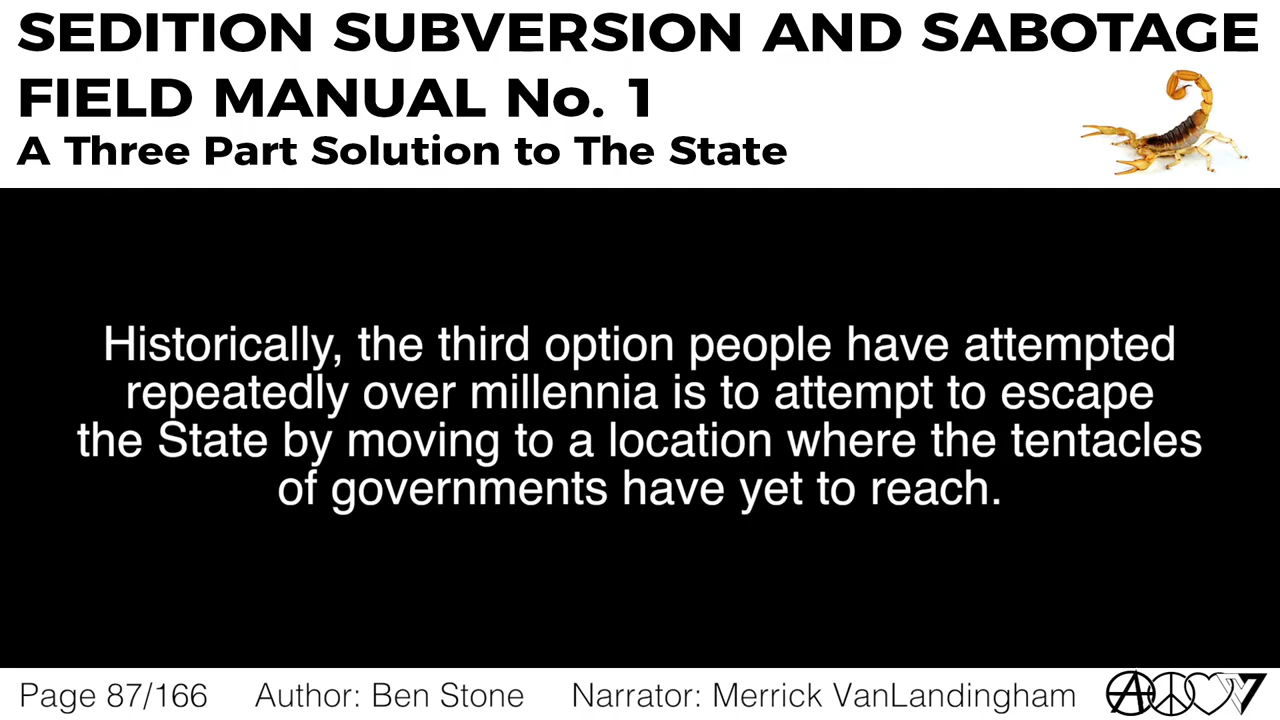 SEDITION SUBVERSION AND SABOTAGE
FIELD MANUAL No. 1
A Three Part Solution to The State
Historically, the third option people have attempted
repeatedly over millennia is to attempt to escape
the State by moving to a location where the tentacles
of governments have yet to reach.
Page 87/166 Author: Ben Stone Narrator: Merrick VanLandingham